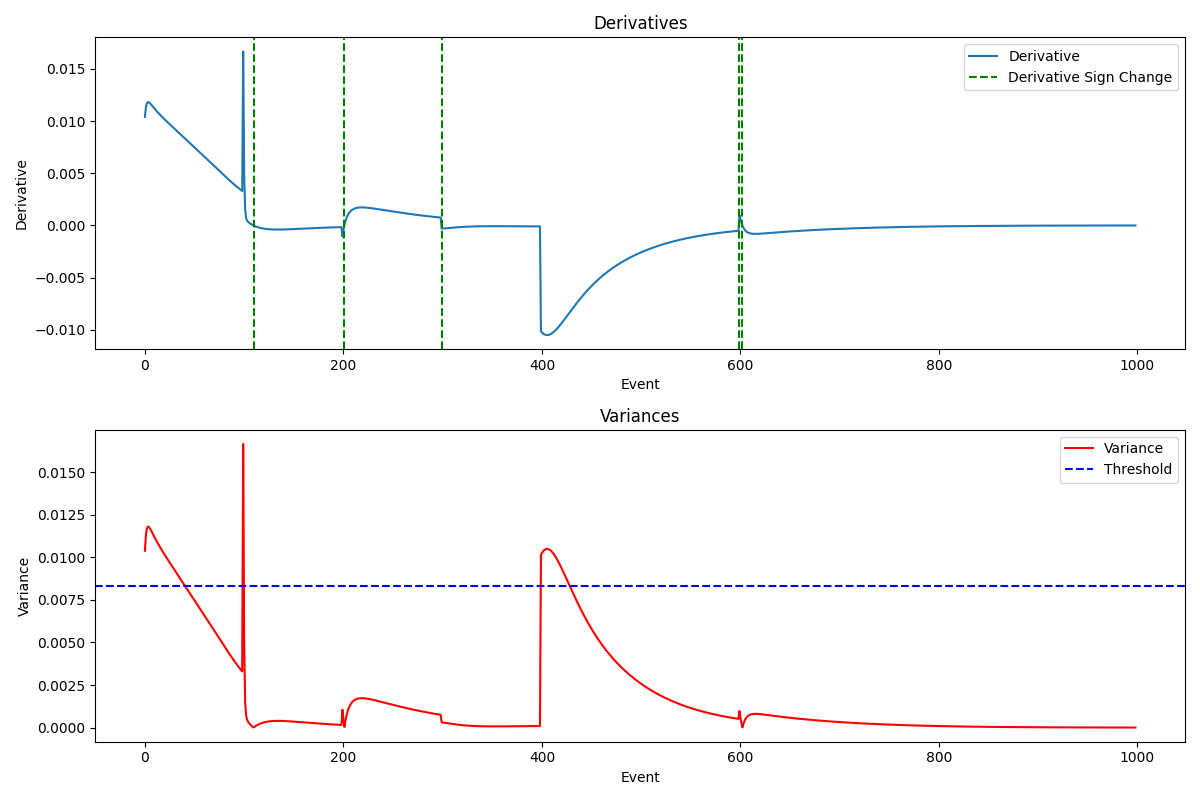 Derivatives
Derivative
Derivative Sign Change
0.015
0.010
0.005
0.000
−0.005
−0.010
Derivative
0 200 400 600 800 1000
Event
Variances
Variance
Threshold
0.0150
0.0125
0.0100
0.0075
0.0050
0.0025
0.0000
Variance
0 200 400 600 800 1000
Event